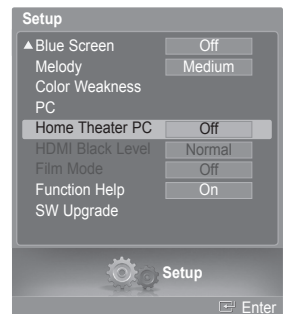 Setup
▲ Blue Screen Off
Melody Medium
Color Weakness
PC
Home Theater PC Off
HDMI Black Level Normal
Film Mode Off
Function Help On
SW Upgrade
Setup
Enter